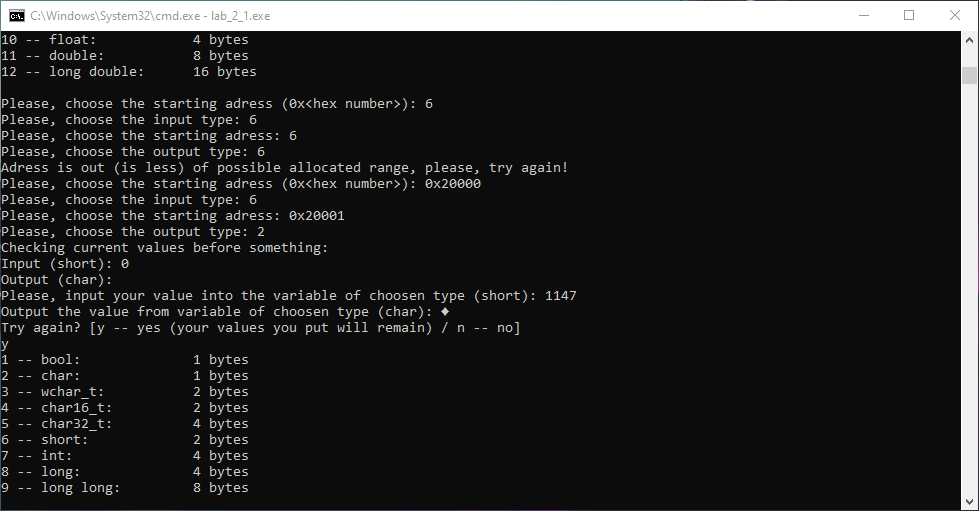 C:\Windows\System32\cmd.exe - lab_2_1.exe
10 -- float:            4 bytes
11 -- double:           8 bytes
12 -- long double:      16 bytes
Please, choose the starting adress (0x<hex number>): 6
Please, choose the input type: 6
Please, choose the starting adress: 6
Please, choose the output type: 6
Adress is out (is less) of possible allocated range, please, try again!
Please, choose the starting adress (0x<hex number>): 0x20000
Please, choose the input type: 6
Please, choose the starting adress: 0x20001
Please, choose the output type: 2
Checking current values before something:
Input (short): 0
Output (char):
Please, input your value into the variable of choosen type (short): 1147
Output the value from variable of choosen type (char): ♦
Try again? [y -- yes (your values you put will remain) / n -- no]
y
1 -- bool:              1 bytes
2 -- char:              1 bytes
3 -- wchar_t:           2 bytes
4 -- char16_t:          2 bytes
5 -- char32_t:          4 bytes
6 -- short:             2 bytes
7 -- int:               4 bytes
8 -- long:              4 bytes
9 -- long long:         8 bytes